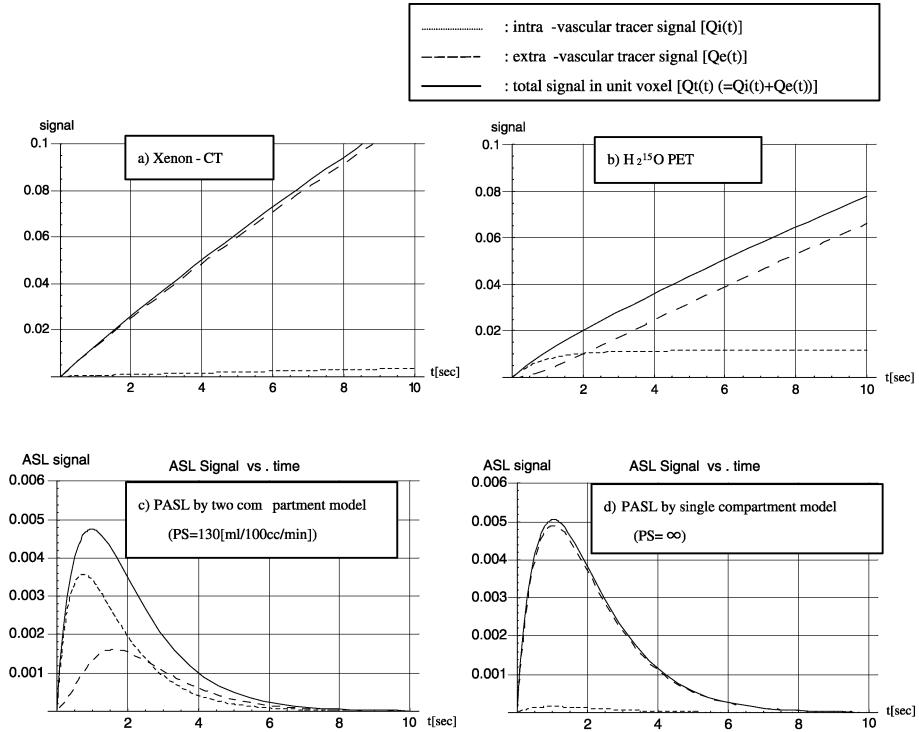 : intra -vascular tracer signal [Qi(t)]
: extra -vascular tracer signal [Qe(t)]
: total signal in unit voxel [Qt(t) (=Qi(t)+Qe(t))]
signal
a) Xenon - CT
0.1
0.08
0.06
0.04
0.02
2 4 6 8 10 t[sec]
signal
b) H₂¹⁵O PET
0.1
0.08
0.06
0.04
0.02
2 4 6 8 10 t[sec]
ASL signal
ASL Signal vs . time
c) PASL by two com partment model
(PS=130[ml/100cc/min])
0.006
0.005
0.004
0.003
0.002
0.001
2 4 6 8 10 t[sec]
ASL signal
ASL Signal vs . time
d) PASL by single compartment model
(PS= ∞)
0.006
0.005
0.004
0.003
0.002
0.001
2 4 6 8 10 t[sec]